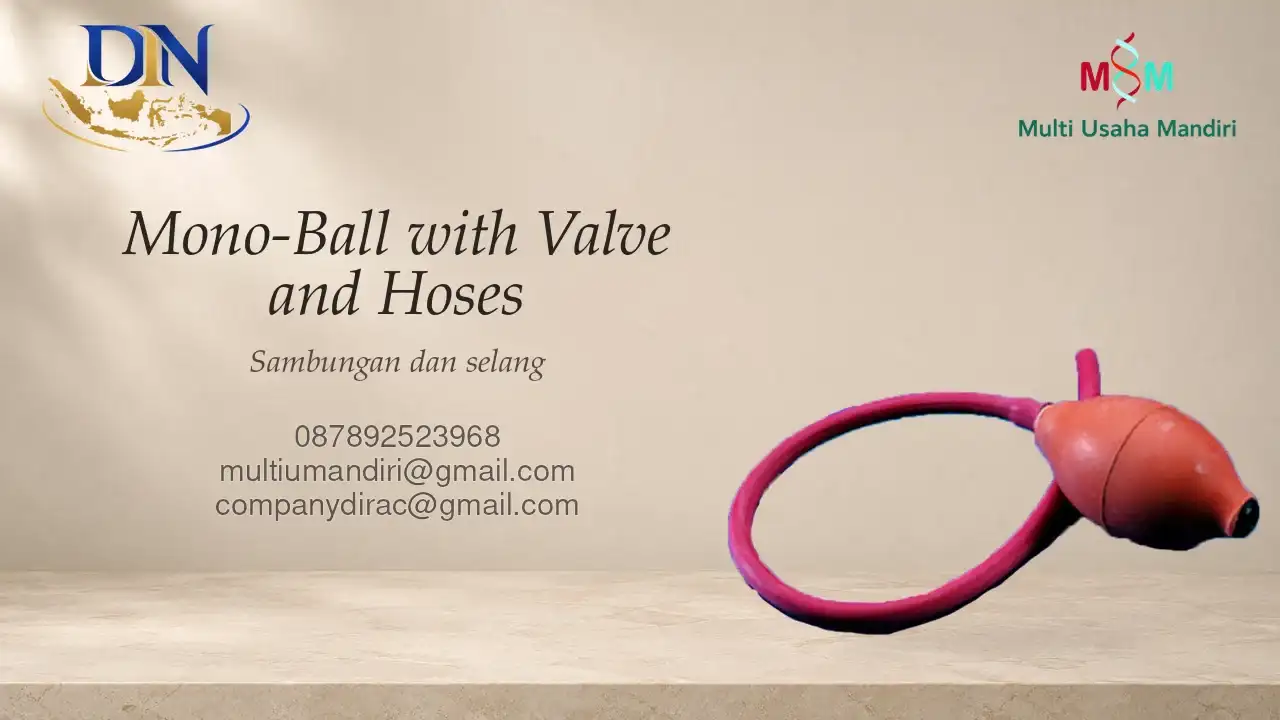 DN
M M
Multi Usaha Mandiri
Mono-Ball with Valve
and Hoses
Sambungan dan selang
087892523968
multiumandiri@gmail.com
companydirac@gmail.com